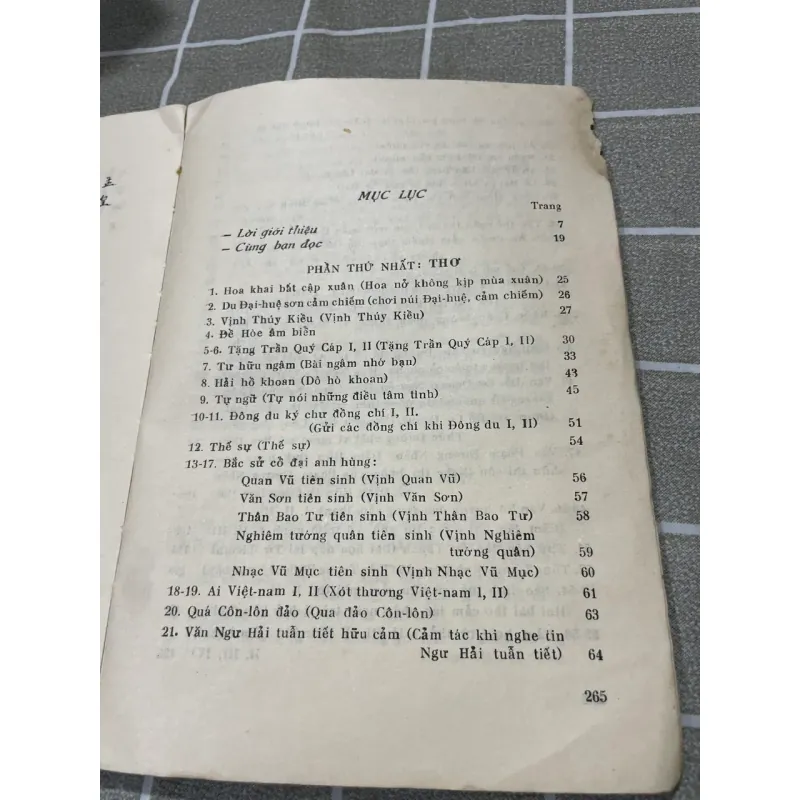 MỤC LỤC
Trang
— Lời giới thiệu 7
— Cùng bạn đọc 19
PHẦN THỨ NHẤT: THƠ
1. Hoa khai bất cập xuân (Hoa nở không kịp mùa xuân) 25
2. Du Đại-huệ sơn cảm chiếm (chơi núi Đại-huệ, cảm chiếm) 26
3. Vịnh Thúy Kiều (Vịnh Thúy Kiều) 27
4. Đề Hòe âm biển
5-6. Tặng Trần Quý Cáp I, II (Tặng Trần Quý Cáp I, II) 30
7. Tư hữu ngâm (Bài ngâm nhớ bạn) 33
8. Hải hồ khoan (Dô hò khoan) 43
9. Tự ngữ (Tự nói những điều tâm tình) 45
10-11. Đông du ký chư đồng chí I, II.
(Gửi các đồng chí khi Đông du I, II) 51
12. Thế sự (Thế sự) 54
13-17. Bắc sử cổ đại anh hùng:
Quan Vũ tiên sinh (Vịnh Quan Vũ) 56
Văn Sơn tiên sinh (Vịnh Văn Sơn) 57
Thân Bao Tư tiên sinh (Vịnh Thân Bao Tư) 58
Nghiêm tướng quân tiên sinh (Vịnh Nghiêm
tướng quân) 59
Nhạc Vũ Mục tiên sinh (Vịnh Nhạc Vũ Mục) 60
18-19. Ai Việt-nam I, II (Xót thương Việt-nam I, II) 61
20. Quá Côn-lôn đảo (Qua đảo Côn-lôn) 63
21. Văn Ngư Hải tuẫn tiết hữu cảm (Cảm tác khi nghe tin
Ngư Hải tuẫn tiết) 64
265